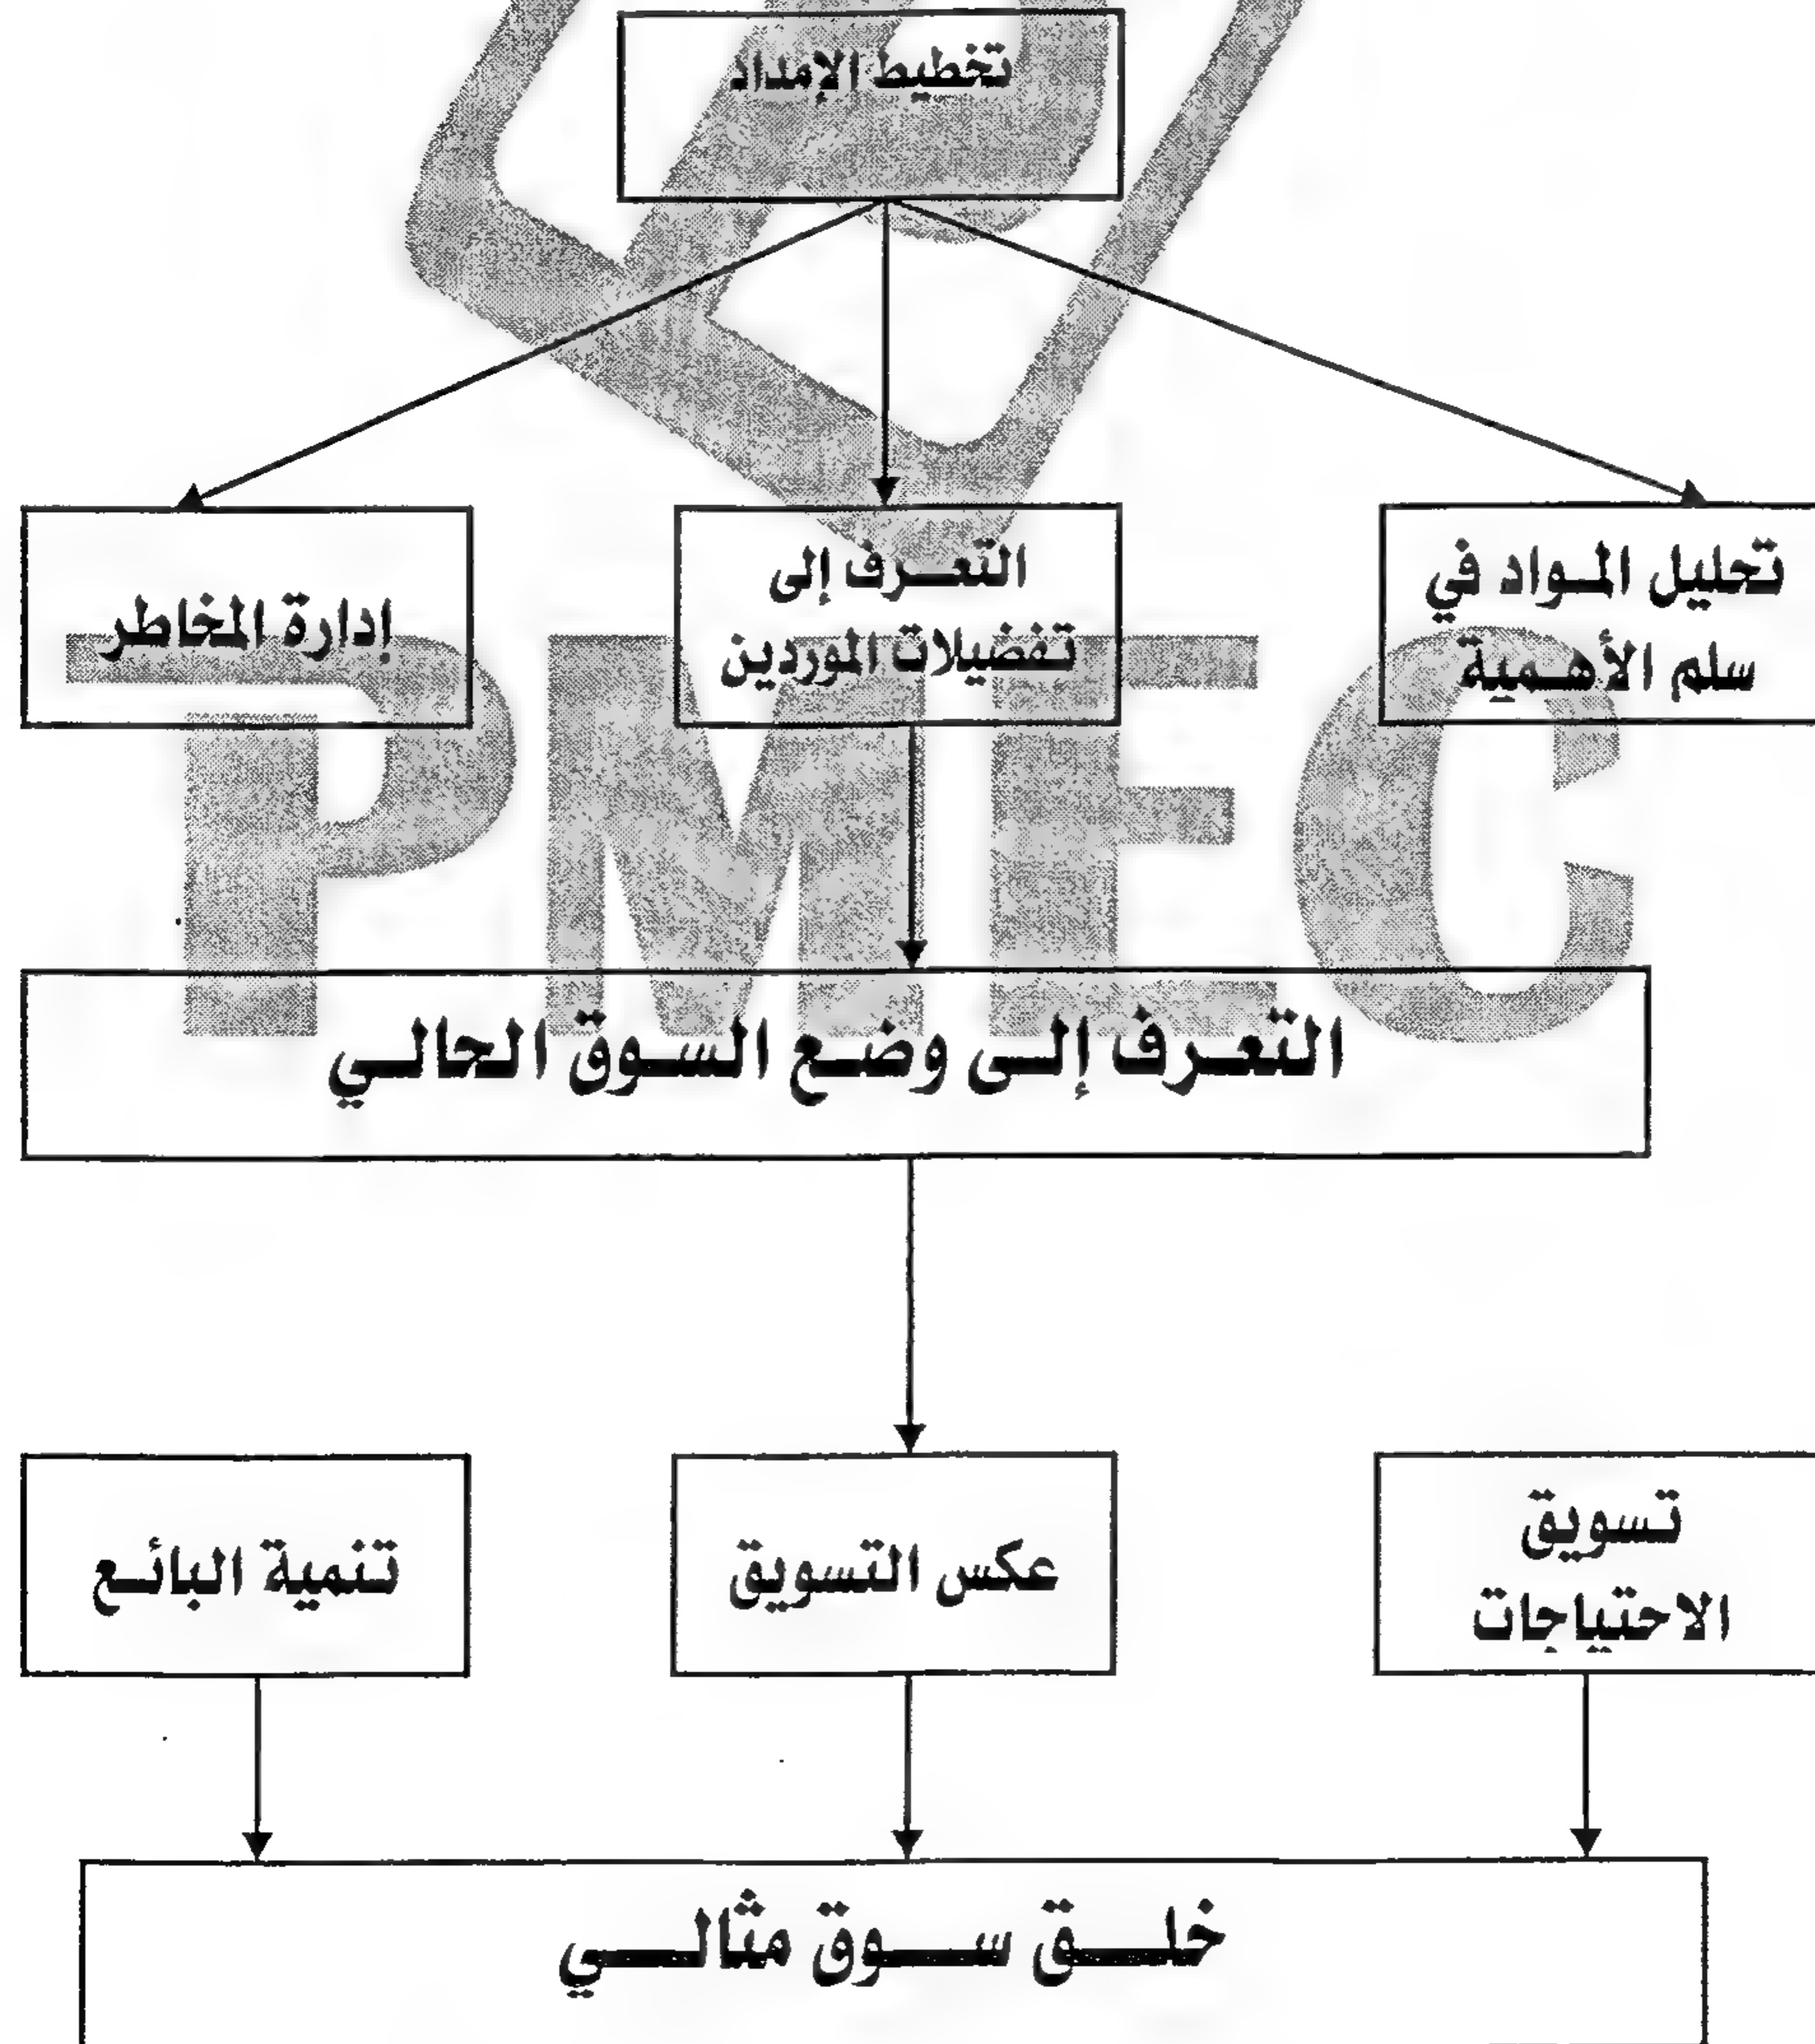 تخطيط الإمداد
تحليل المواد في
سلم الأهمية
التعرف إلى
تفضيلات الموردين
إدارة المخاطر
PMEC
التعرف إلى وضع السوق الحالي
تسويق
الاحتياجات
عكس التسويق
تنمية البائع
خلق سوق مثالي